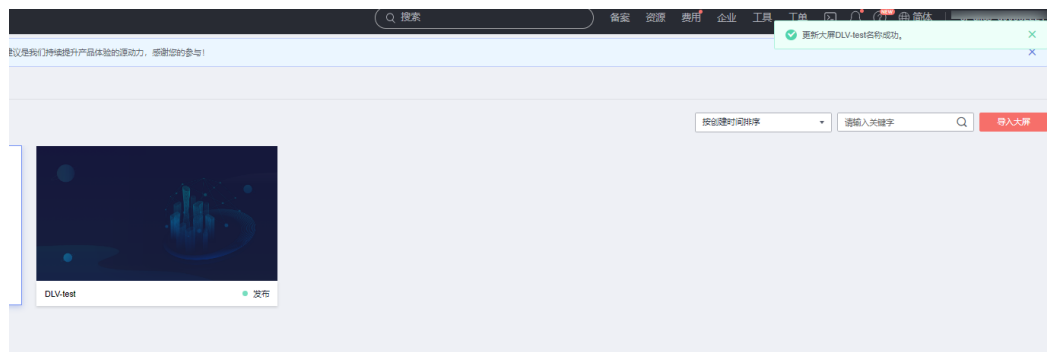 搜索 备案 资源 费用 企业 工具 工单 简体
更新大屏DLV-test名称成功。
建议是我们持续提升产品体验的源动力，感谢您的参与！
按创建时间排序 请输入关键字 导入大屏
DLV-test 发布